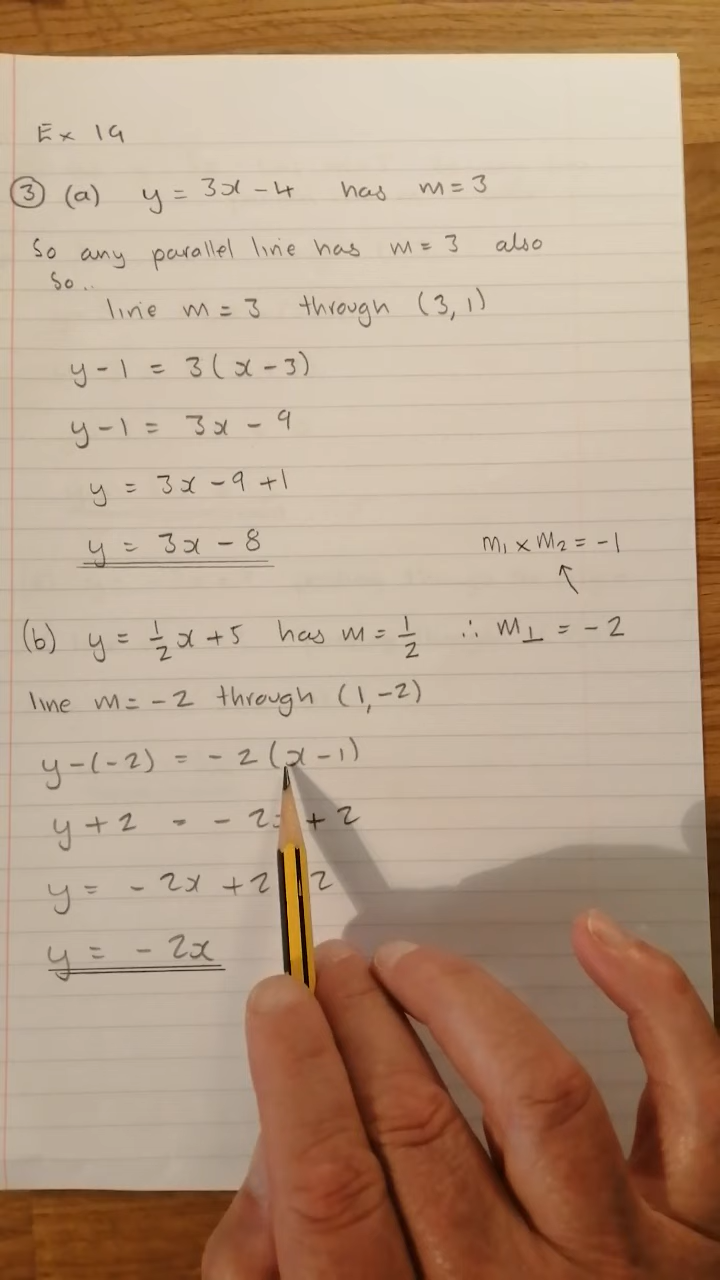 Ex 19
③ (a) y = 3x - 4 has m = 3
So any parallel line has m = 3 also
So..
line m = 3 through (3, 1)
y - 1 = 3(x - 3)
y - 1 = 3x - 9
y = 3x - 9 + 1
y = 3x - 8
m₁ × m₂ = -1
↑
(b) y = ½x + 5 has m = ½ ∴ m⊥ = -2
line m = -2 through (1, -2)
y - (-2) = -2(x - 1)
y + 2 = -2x + 2
y = -2x + 2 2
y = -2x